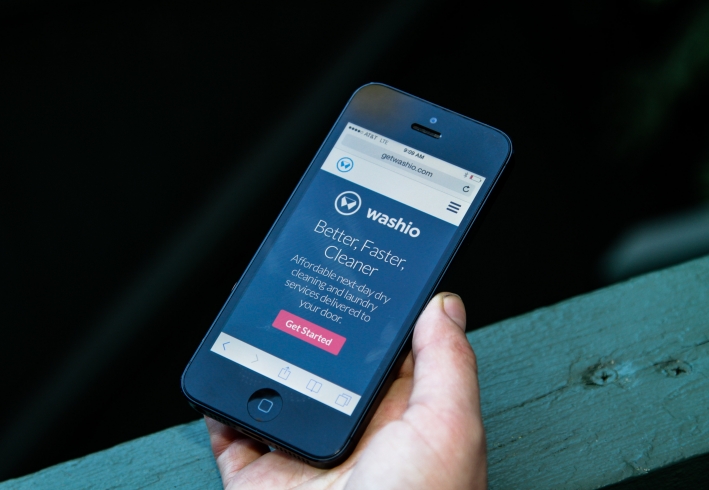 AT&T LTE
9:09 AM
getwashio.com
washio
Better, Faster,
Cleaner
Affordable next-day dry
cleaning and laundry
services delivered to
your door.
Get Started